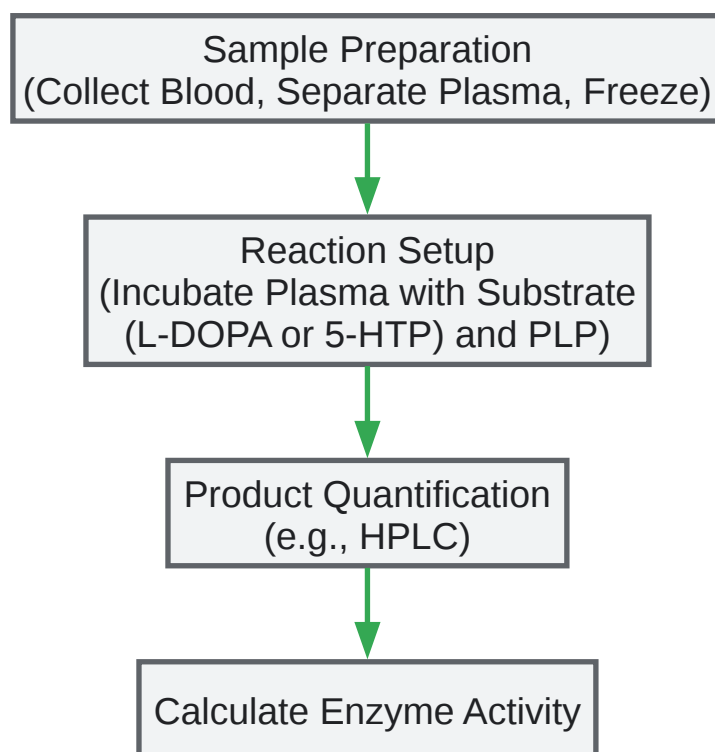 Sample Preparation
(Collect Blood, Separate Plasma, Freeze)
Reaction Setup
(Incubate Plasma with Substrate
(L-DOPA or 5-HTP) and PLP)
Product Quantification
(e.g., HPLC)
Calculate Enzyme Activity